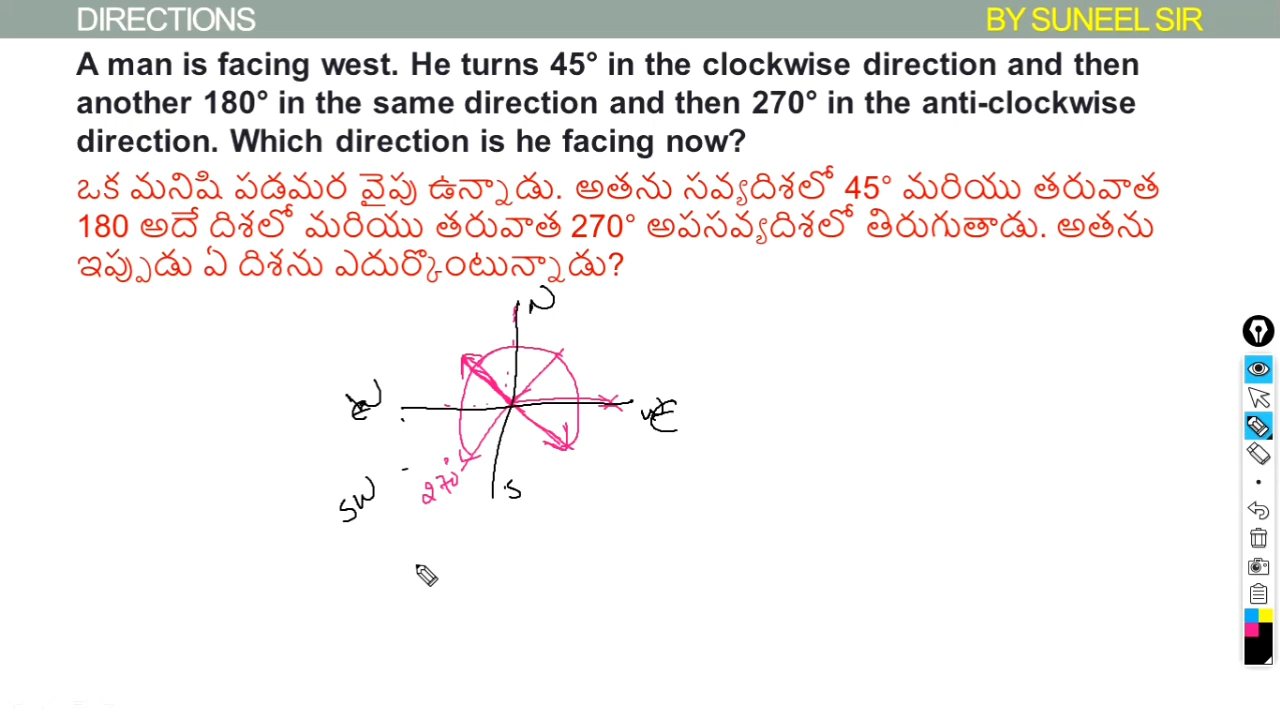 DIRECTIONS BY SUNEEL SIR
A man is facing west. He turns 45° in the clockwise direction and then
another 180° in the same direction and then 270° in the anti-clockwise
direction. Which direction is he facing now?
ఒక మనిషి పడమర వైపు ఉన్నాడు. అతను సవ్యదిశలో 45° మరియు తరువాత
180 అదే దిశలో మరియు తరువాత 270° అపసవ్యదిశలో తిరుగుతాడు. అతను
ఇప్పుడు ఏ దిశను ఎదుర్కొంటున్నాడు?
N
W E
270°
S
SW